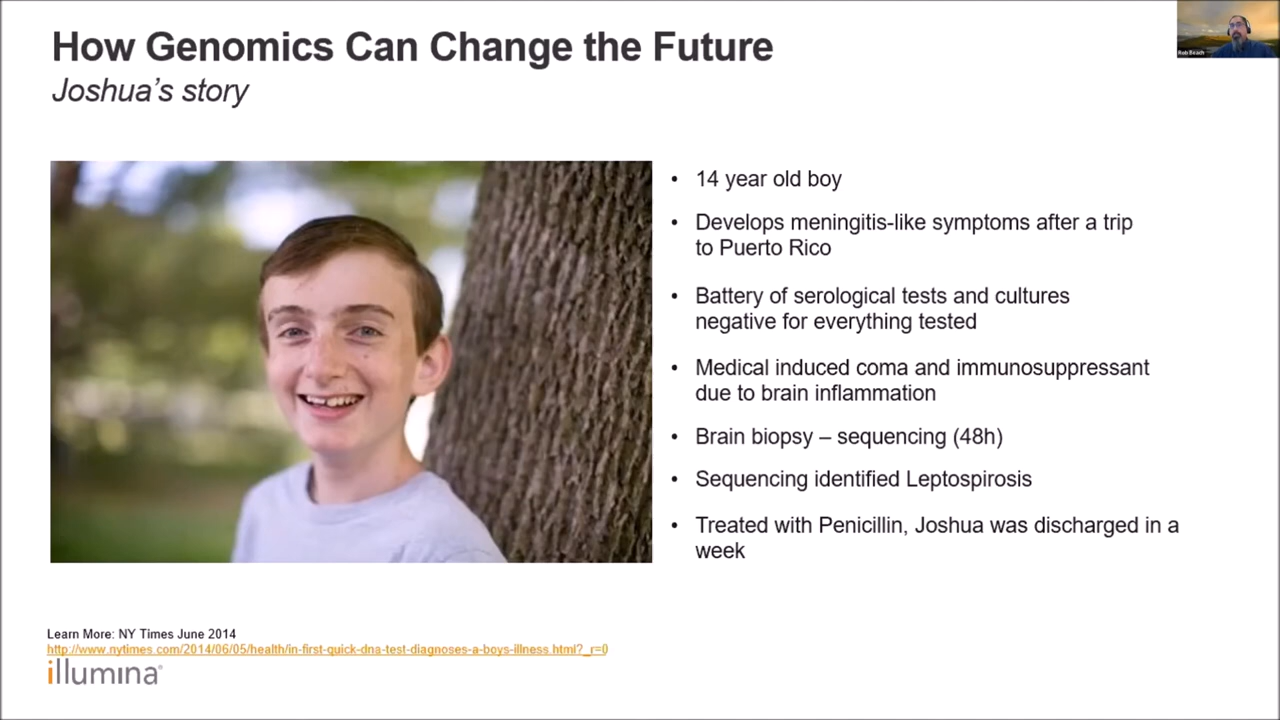 How Genomics Can Change the Future
Joshua's story
Rob Beach
• 14 year old boy
• Develops meningitis-like symptoms after a trip
to Puerto Rico
• Battery of serological tests and cultures
negative for everything tested
• Medical induced coma and immunosuppressant
due to brain inflammation
• Brain biopsy – sequencing (48h)
• Sequencing identified Leptospirosis
• Treated with Penicillin, Joshua was discharged in a
week
Learn More: NY Times June 2014
http://www.nytimes.com/2014/06/05/health/in-first-quick-dna-test-diagnoses-a-boys-illness.html?_r=0
illumina®